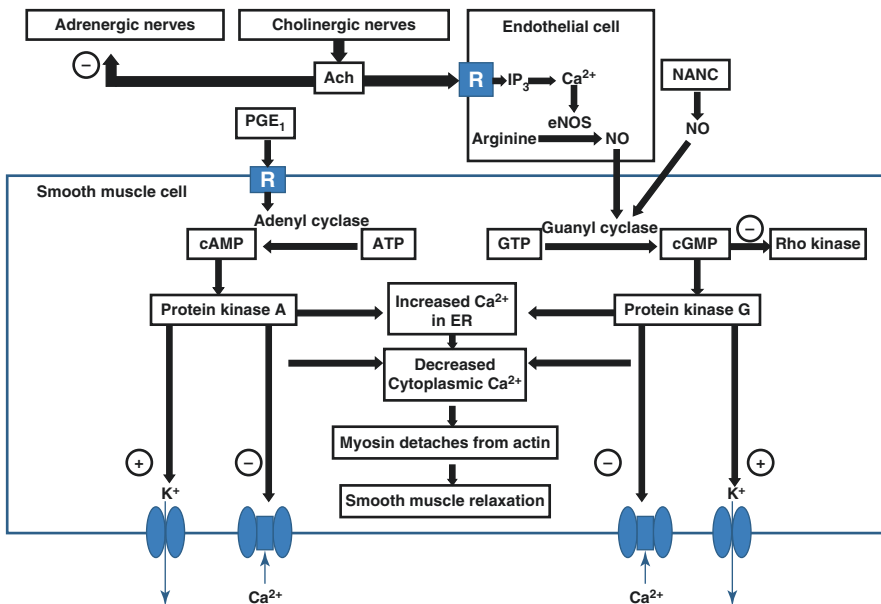 Adrenergic nerves
Cholinergic nerves
Endothelial cell
−
Ach
R
IP₃
Ca²⁺
NANC
eNOS
PGE₁
Arginine
NO
NO
R
Smooth muscle cell
Adenyl cyclase
Guanyl cyclase
−
cAMP
ATP
GTP
cGMP
Rho kinase
Protein kinase A
Increased Ca²⁺
in ER
Protein kinase G
Decreased
Cytoplasmic Ca²⁺
Myosin detaches from actin
+
−
−
+
K⁺
Smooth muscle relaxation
K⁺
Ca²⁺
Ca²⁺